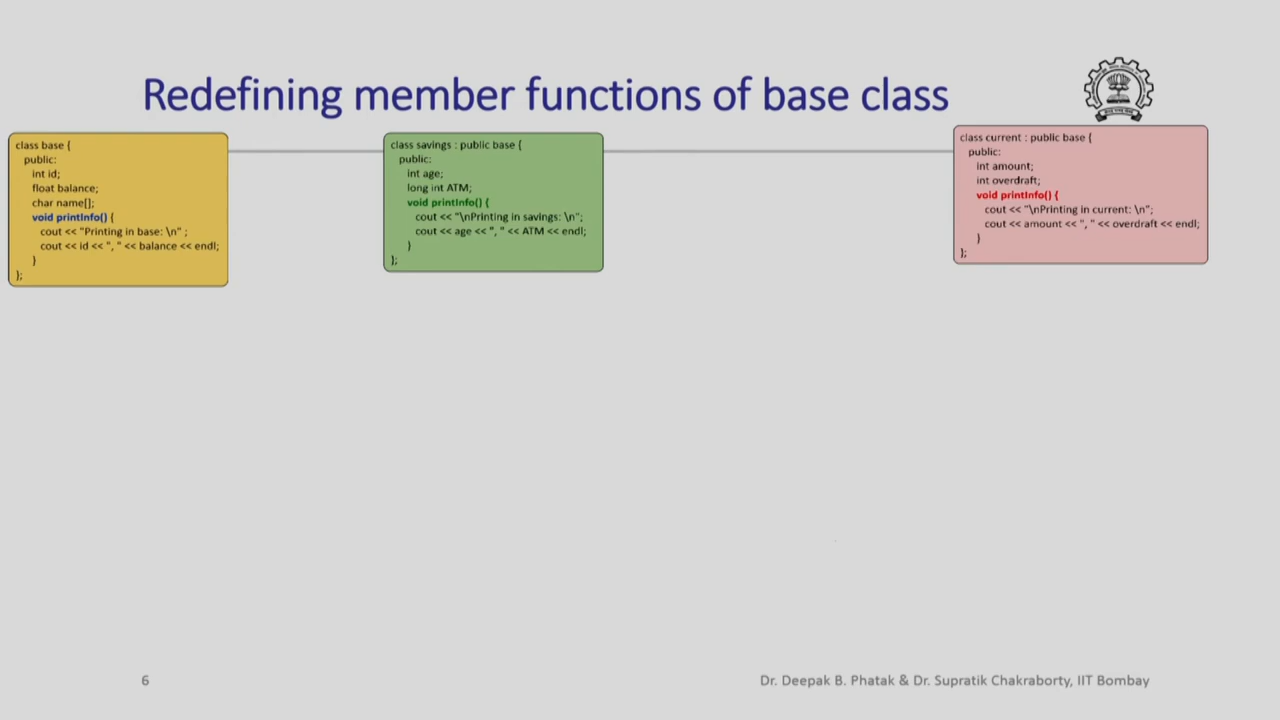 Redefining member functions of base class
class base {
public:
int id;
float balance;
char name[];
void printInfo() {
cout << "Printing in base: \n" ;
cout << id << ", " << balance << endl;
}
};
class savings : public base {
public:
int age;
long int ATM;
void printInfo() {
cout << "\nPrinting in savings: \n";
cout << age << ", " << ATM << endl;
}
};
class current : public base {
public:
int amount;
int overdraft;
void printInfo() {
cout << "\nPrinting in current: \n";
cout << amount << ", " << overdraft << endl;
}
};
6
Dr. Deepak B. Phatak & Dr. Supratik Chakraborty, IIT Bombay